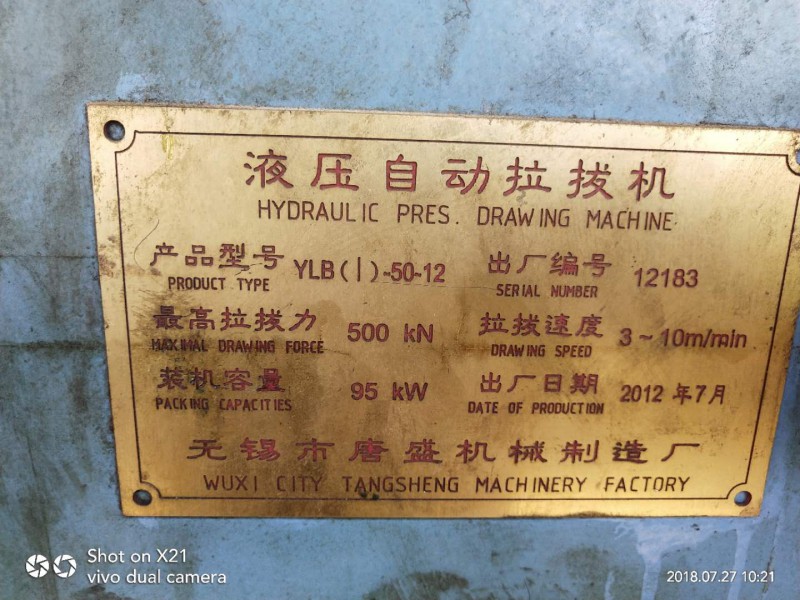 液压自动拉拔机
HYDRAULIC PRES. DRAWING MACHINE
产品型号 YLB(I)-50-12 出厂编号 12183
PRODUCT TYPE SERIAL NUMBER
最高拉拔力 500 kN 拉拔速度 3~10m/min
MAXIMAL DRAWING FORCE DRAWING SPEED
装机容量 95 kW 出厂日期 2012年7月
PACKING CAPACITIES DATE OF PRODUCTION
无锡市唐盛机械制造厂
WUXI CITY TANGSHENG MACHINERY FACTORY
Shot on X21
vivo dual camera
2018.07.27 10:21